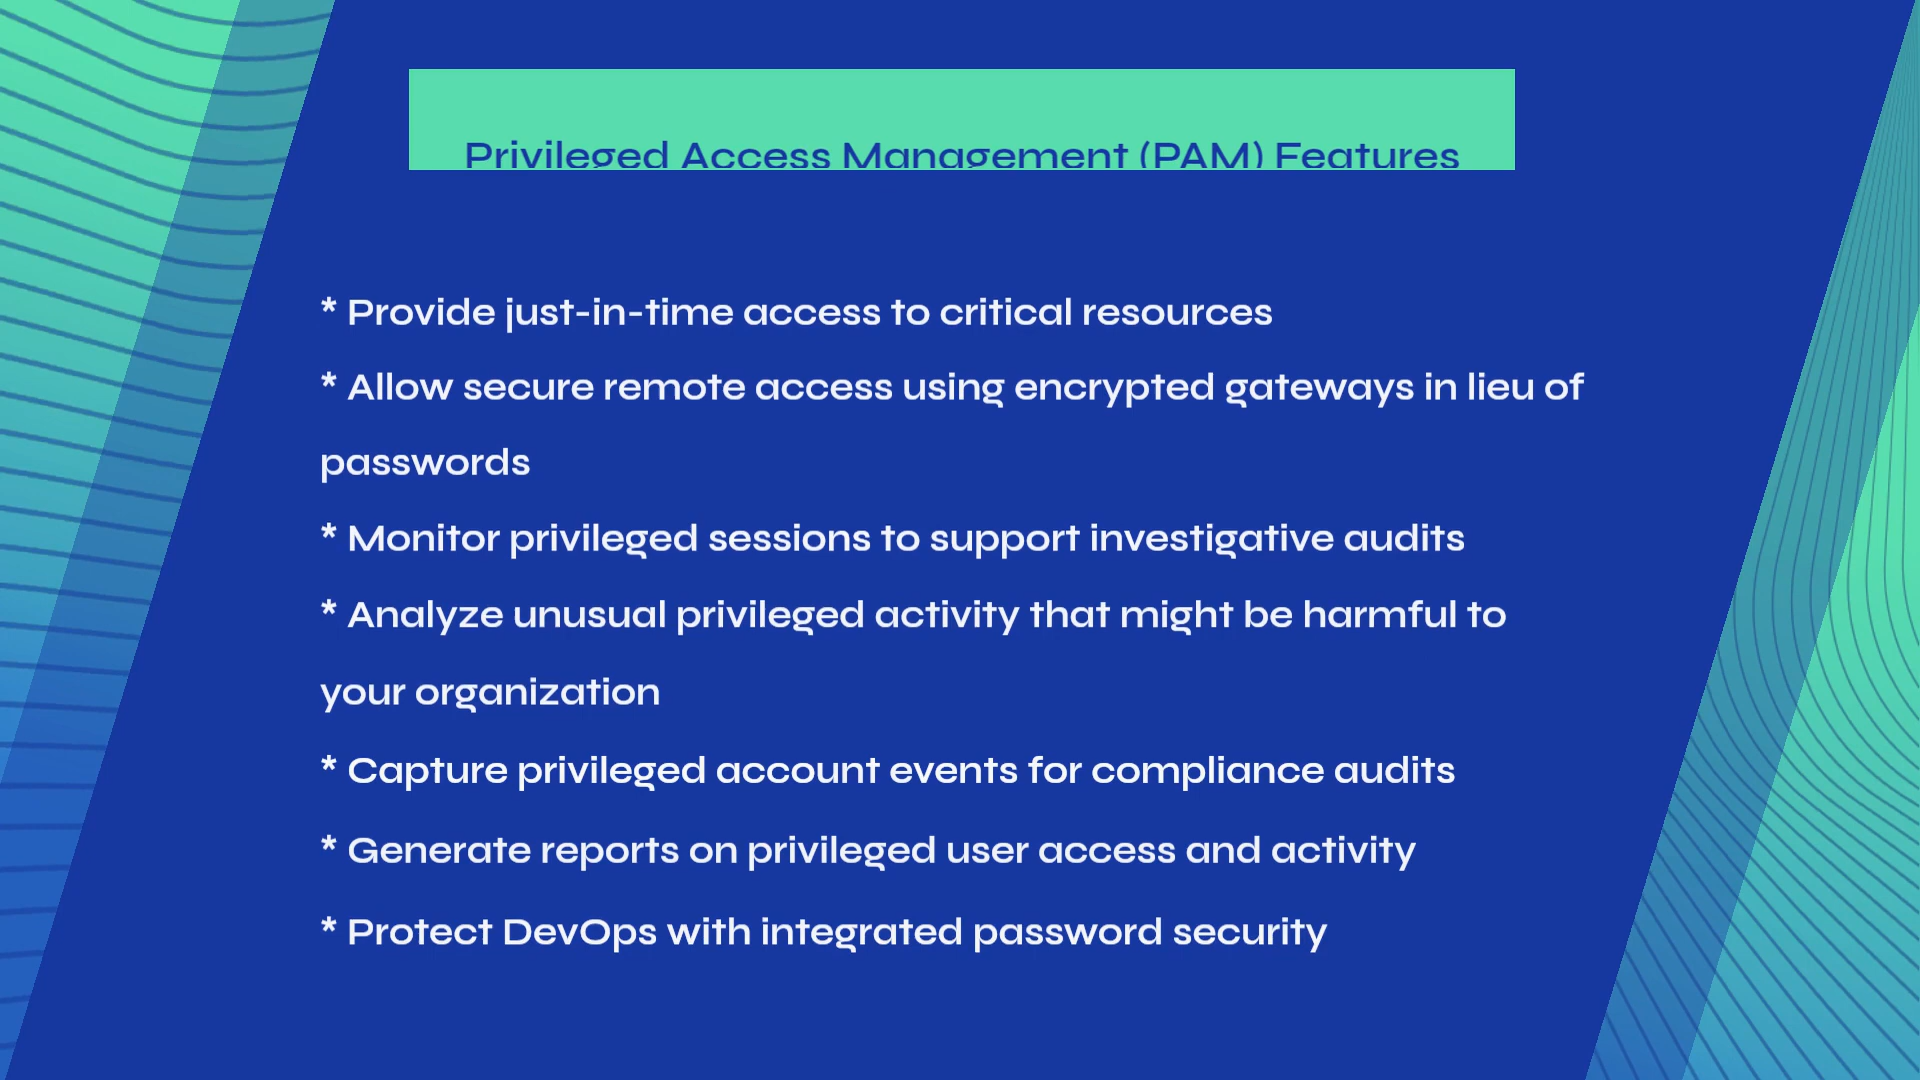 Privileged Access Management (PAM) Features
* Provide just-in-time access to critical resources
* Allow secure remote access using encrypted gateways in lieu of
passwords
* Monitor privileged sessions to support investigative audits
* Analyze unusual privileged activity that might be harmful to
your organization
* Capture privileged account events for compliance audits
* Generate reports on privileged user access and activity
* Protect DevOps with integrated password security